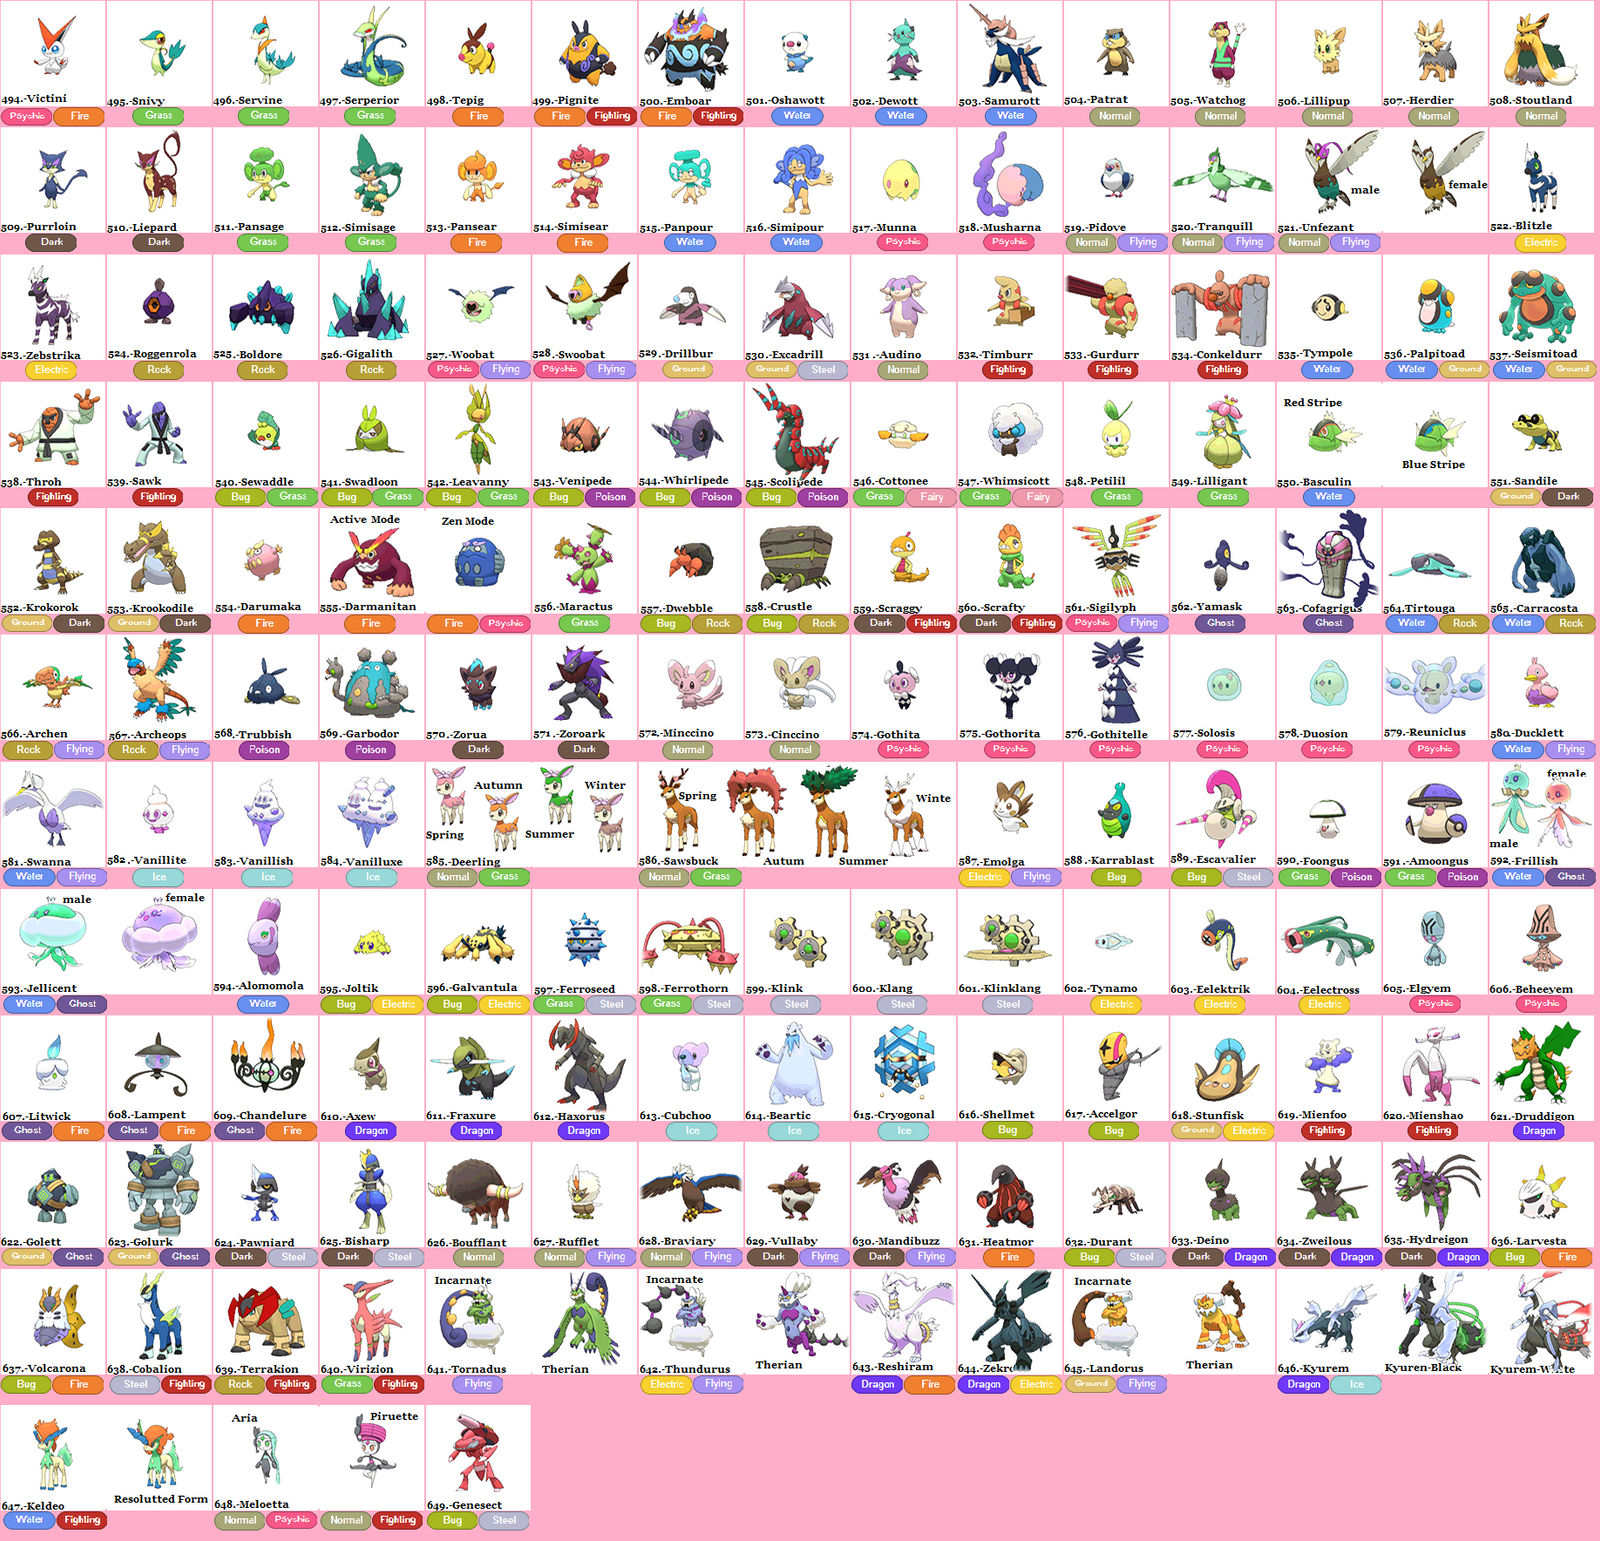 494.-Victini 495.-Snivy 496.-Servine 497.-Serperior 498.-Tepig 499.-Pignite 500.-Emboar 501.-Oshawott 502.-Dewott 503.-Samurott 504.-Patrat 505.-Watchog 506.-Lillipup 507.-Herdier 508.-Stoutland
Psychic Fire Grass Grass Grass Fire Fire Fighting Fire Fighting Water Water Water Normal Normal Normal Normal Normal
male female
509.-Purrloin 510.-Liepard 511.-Pansage 512.-Simisage 513.-Pansear 514.-Simisear 515.-Panpour 516.-Simipour 517.-Munna 518.-Musharna 519.-Pidove 520.-Tranquill 521.-Unfezant 522.-Blitzle
Dark Dark Grass Grass Fire Fire Water Water Psychic Psychic Normal Flying Normal Flying Normal Flying Electric
523.-Zebstrika 524.-Roggenrola 525.-Boldore 526.-Gigalith 527.-Woobat 528.-Swoobat 529.-Drillbur 530.-Excadrill 531.-Audino 532.-Timburr 533.-Gurdurr 534.-Conkeldurr 535.-Tympole 536.-Palpitoad 537.-Seismitoad
Electric Rock Rock Rock Psychic Flying Psychic Flying Ground Ground Steel Normal Fighting Fighting Fighting Water Water Ground Water Ground
Red Stripe
Blue Stripe
538.-Throh 539.-Sawk 540.-Sewaddle 541.-Swadloon 542.-Leavanny 543.-Venipede 544.-Whirlipede 545.-Scolipede 546.-Cottonee 547.-Whimsicott 548.-Petilil 549.-Lilligant 550.-Basculin 551.-Sandile
Fighting Fighting Bug Grass Bug Grass Bug Grass Bug Poison Bug Poison Bug Poison Grass Fairy Grass Fairy Grass Grass Water Ground Dark
Active Mode Zen Mode
552.-Krokorok 553.-Krookodile 554.-Darumaka 555.-Darmanitan 556.-Maractus 557.-Dwebble 558.-Crustle 559.-Scraggy 560.-Scrafty 561.-Sigilyph 562.-Yamask 563.-Cofagrigus 564.Tirtouga 565.-Carracosta
Ground Dark Ground Dark Fire Fire Fire Psychic Grass Bug Rock Bug Rock Dark Fighting Dark Fighting Psychic Flying Ghost Ghost Water Rock Water Rock
566.-Archen 567.-Archeops 568.-Trubbish 569.-Garbodor 570.-Zorua 571.-Zoroark 572.-Minccino 573.-Cinccino 574.-Gothita 575.-Gothorita 576.-Gothitelle 577.-Solosis 578.-Duosion 579.-Reuniclus 580.-Ducklett
Rock Flying Rock Flying Poison Poison Dark Dark Normal Normal Psychic Psychic Psychic Psychic Psychic Psychic Water Flying
Spring Autumn Summer Winter Spring Autum Summer Winte male female
581.-Swanna 582.-Vanillite 583.-Vanillish 584.-Vanilluxe 585.-Deerling 586.-Sawsbuck 587.-Emolga 588.-Karrablast 589.-Escavalier 590.-Foongus 591.-Amoongus 592.-Frillish
Water Flying Ice Ice Ice Normal Grass Normal Grass Electric Flying Bug Bug Steel Grass Poison Grass Poison Water Ghost
male female
593.-Jellicent 594.-Alomomola 595.-Joltik 596.-Galvantula 597.-Ferroseed 598.-Ferrothorn 599.-Klink 600.-Klang 601.-Klinklang 602.-Tynamo 603.-Eelektrik 604.-Eelectross 605.-Elgyem 606.-Beheeyem
Water Ghost Water Bug Electric Bug Electric Grass Steel Grass Steel Steel Steel Steel Electric Electric Electric Psychic Psychic
607.-Litwick 608.-Lampent 609.-Chandelure 610.-Axew 611.-Fraxure 612.-Haxorus 613.-Cubchoo 614.-Beartic 615.-Cryogonal 616.-Shellmet 617.-Accelgor 618.-Stunfisk 619.-Mienfoo 620.-Mienshao 621.-Druddigon
Ghost Fire Ghost Fire Ghost Fire Dragon Dragon Dragon Ice Ice Ice Bug Bug Ground Electric Fighting Fighting Dragon
622.-Golett 623.-Golurk 624.-Pawniard 625.-Bisharp 626.-Boufflant 627.-Rufflet 628.-Braviary 629.-Vullaby 630.-Mandibuzz 631.-Heatmor 632.-Durant 633.-Deino 634.-Zweilous 635.-Hydreigon 636.-Larvesta
Ground Ghost Ground Ghost Dark Steel Dark Steel Normal Normal Flying Normal Flying Dark Flying Dark Flying Fire Bug Steel Dark Dragon Dark Dragon Dark Dragon Bug Fire
Incarnate Incarnate Incarnate
637.-Volcarona 638.-Cobalion 639.-Terrakion 640.-Virizion 641.-Tornadus Therian 642.-Thundurus Therian 643.-Reshiram 644.-Zekro 645.-Landorus Therian 646.-Kyurem Kyuren-Black Kyurem-White
Bug Fire Steel Fighting Rock Fighting Grass Fighting Flying Electric Flying Dragon Fire Dragon Electric Ground Flying Dragon Ice
Aria Piruette
647.-Keldeo Resolutted Form 648.-Meloetta 649.-Genesect
Water Fighting Normal Psychic Normal Fighting Bug Steel